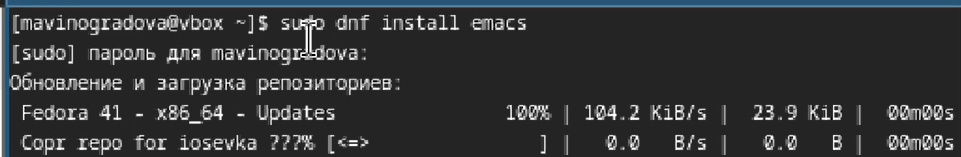 [mavinogradova@vbox ~]$ sudo dnf install emacs
[sudo] пароль для mavinogradova:
Обновление и загрузка репозиториев:
Fedora 41 - x86_64 - Updates 100% | 104.2 KiB/s | 23.9 KiB | 00m00s
Copr repo for iosevka ???% [<=> ] | 0.0 B/s | 0.0 B | 00m00s